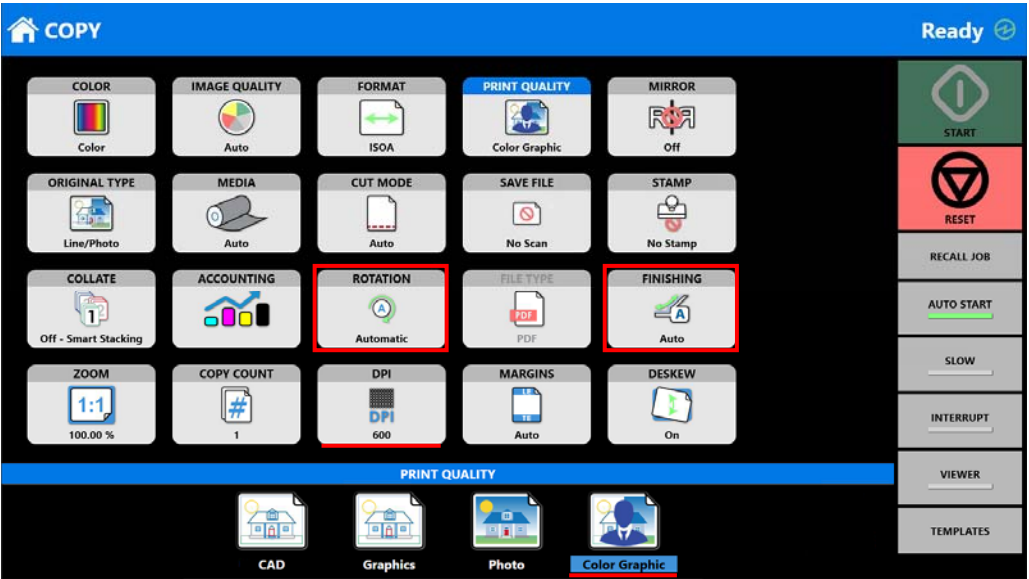 COPY
Ready
COLOR
Color
IMAGE QUALITY
Auto
FORMAT
ISOA
PRINT QUALITY
Color Graphic
MIRROR
R R
Off
START
ORIGINAL TYPE
Line/Photo
MEDIA
Auto
CUT MODE
Auto
SAVE FILE
No Scan
STAMP
No Stamp
RESET
RECALL JOB
COLLATE
1
Off - Smart Stacking
ACCOUNTING
ROTATION
A
Automatic
FILE TYPE
PDF
PDF
FINISHING
A
Auto
AUTO START
SLOW
ZOOM
1:1
100.00 %
COPY COUNT
#
1
DPI
DPI
600
MARGINS
LE
TE
Auto
DESKEW
On
INTERRUPT
PRINT QUALITY
VIEWER
CAD
Graphics
Photo
Color Graphic
TEMPLATES